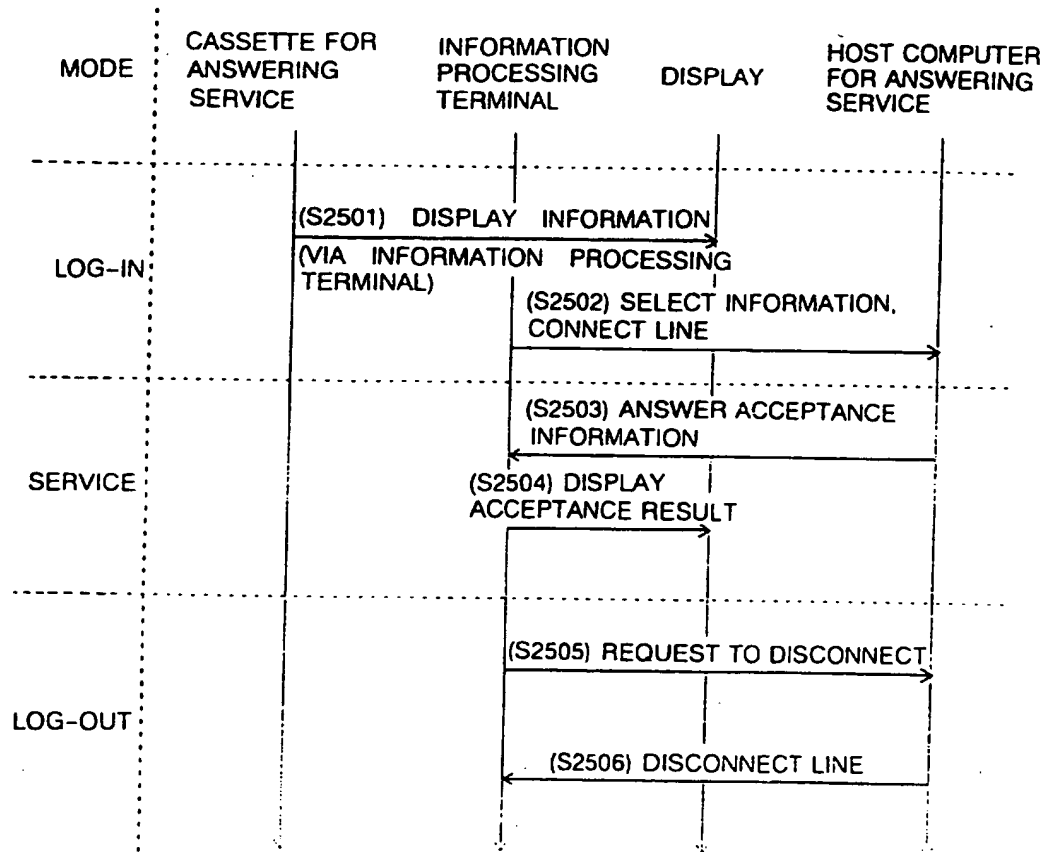 MODE
CASSETTE FOR
ANSWERING
SERVICE
INFORMATION
PROCESSING
TERMINAL
DISPLAY
HOST COMPUTER
FOR ANSWERING
SERVICE
LOG-IN
(S2501) DISPLAY INFORMATION
(VIA INFORMATION PROCESSING
TERMINAL)
(S2502) SELECT INFORMATION,
CONNECT LINE
SERVICE
(S2503) ANSWER ACCEPTANCE
INFORMATION
(S2504) DISPLAY
ACCEPTANCE RESULT
LOG-OUT
(S2505) REQUEST TO DISCONNECT
(S2506) DISCONNECT LINE